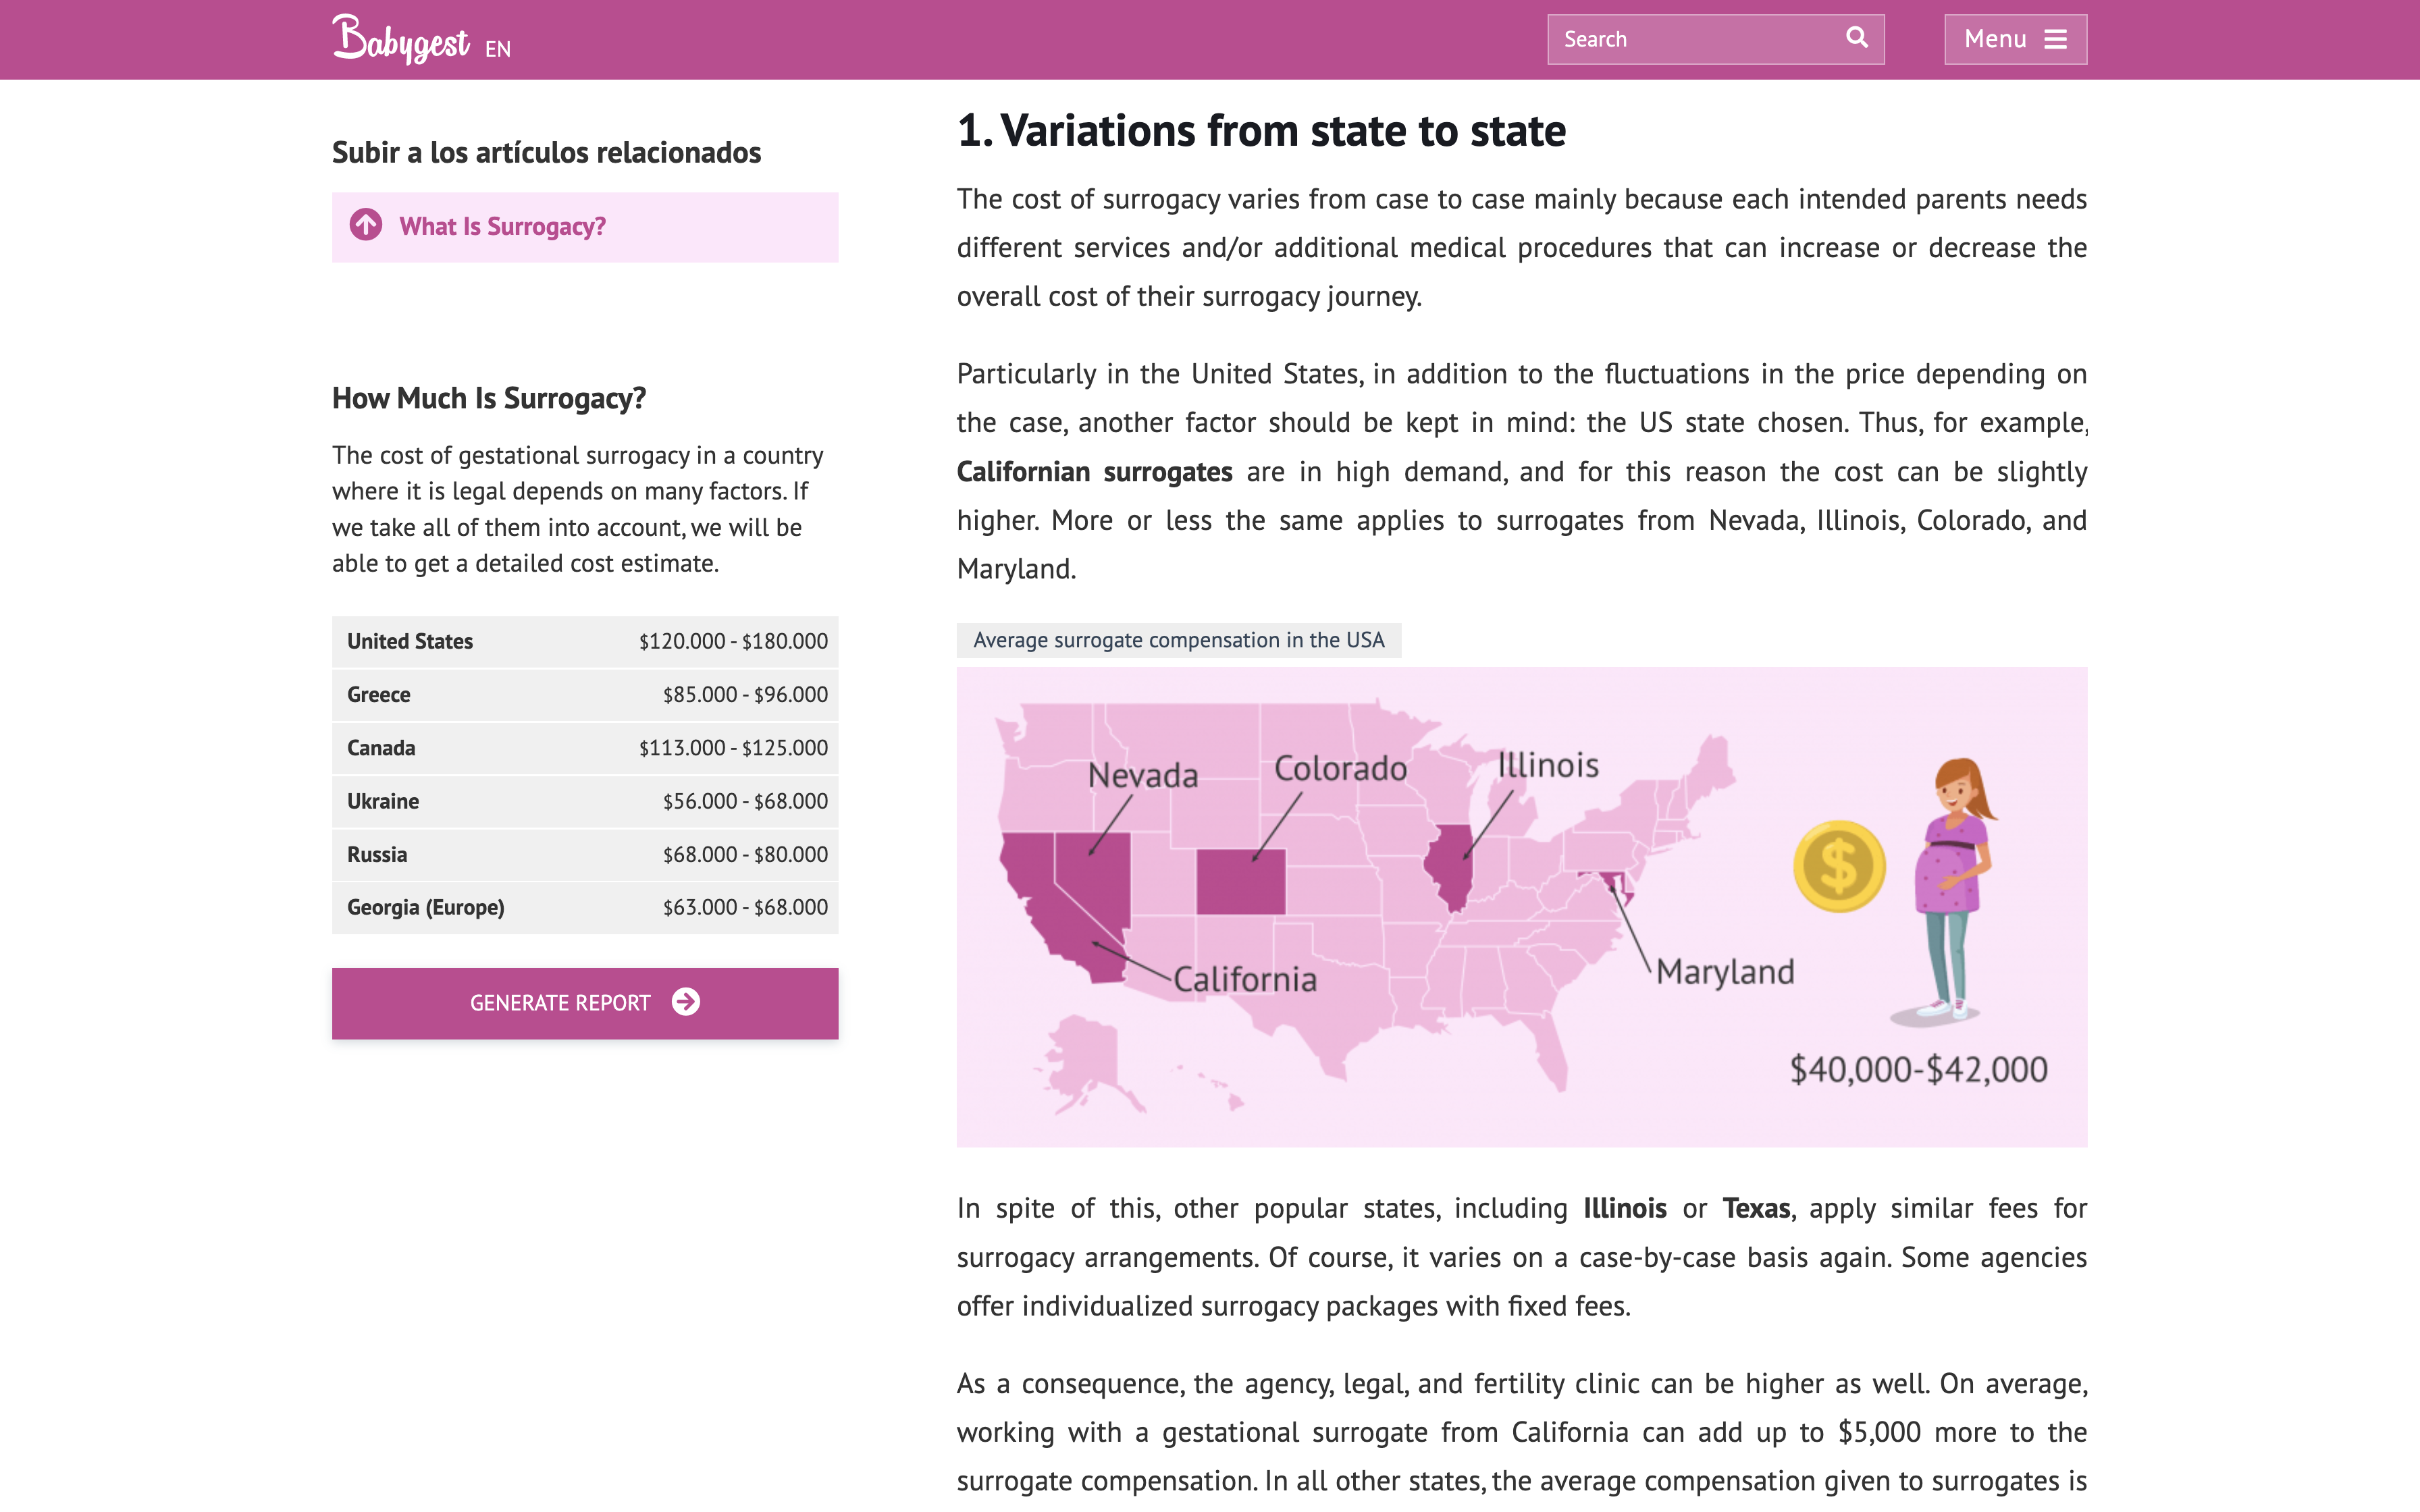 Babygest EN
Search
Menu
Subir a los artículos relacionados
What Is Surrogacy?
How Much Is Surrogacy?
The cost of gestational surrogacy in a country
where it is legal depends on many factors. If
we take all of them into account, we will be
able to get a detailed cost estimate.
United States $120.000 - $180.000
Greece $85.000 - $96.000
Canada $113.000 - $125.000
Ukraine $56.000 - $68.000
Russia $68.000 - $80.000
Georgia (Europe) $63.000 - $68.000
GENERATE REPORT
1. Variations from state to state
The cost of surrogacy varies from case to case mainly because each intended parents needs
different services and/or additional medical procedures that can increase or decrease the
overall cost of their surrogacy journey.
Particularly in the United States, in addition to the fluctuations in the price depending on
the case, another factor should be kept in mind: the US state chosen. Thus, for example,
Californian surrogates are in high demand, and for this reason the cost can be slightly
higher. More or less the same applies to surrogates from Nevada, Illinois, Colorado, and
Maryland.
Average surrogate compensation in the USA
Nevada
Colorado
Illinois
California
Maryland
$
$40,000-$42,000
In spite of this, other popular states, including Illinois or Texas, apply similar fees for
surrogacy arrangements. Of course, it varies on a case-by-case basis again. Some agencies
offer individualized surrogacy packages with fixed fees.
As a consequence, the agency, legal, and fertility clinic can be higher as well. On average,
working with a gestational surrogate from California can add up to $5,000 more to the
surrogate compensation. In all other states, the average compensation given to surrogates is